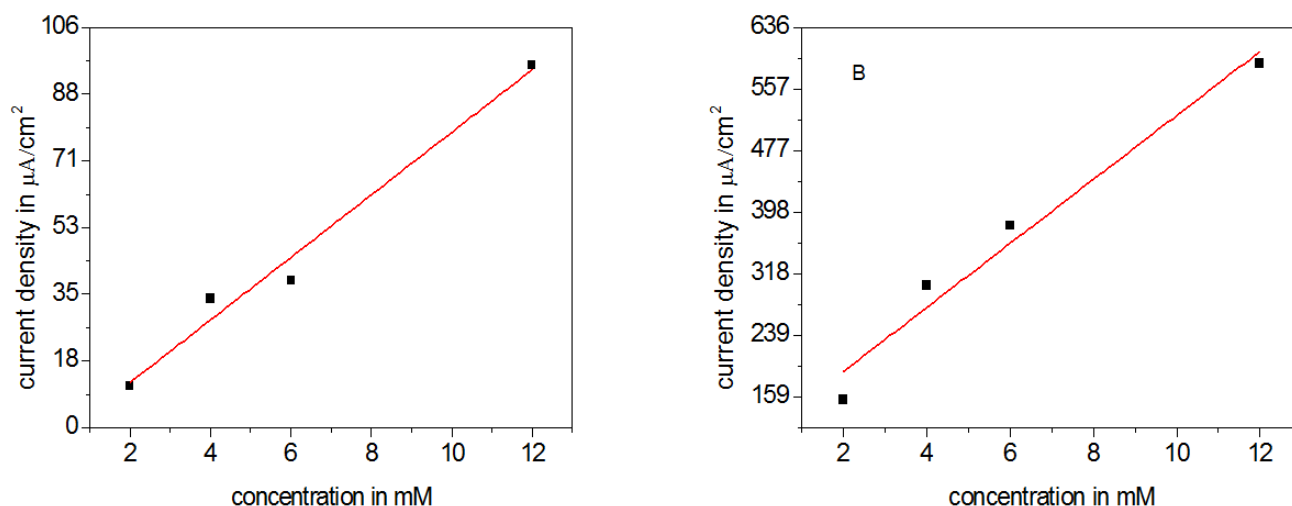 current density in μA/cm²
106
88
71
53
35
18
0
2 4 6 8 10 12
concentration in mM
B
current density in μA/cm²
636
557
477
398
318
239
159
2 4 6 8 10 12
concentration in mM